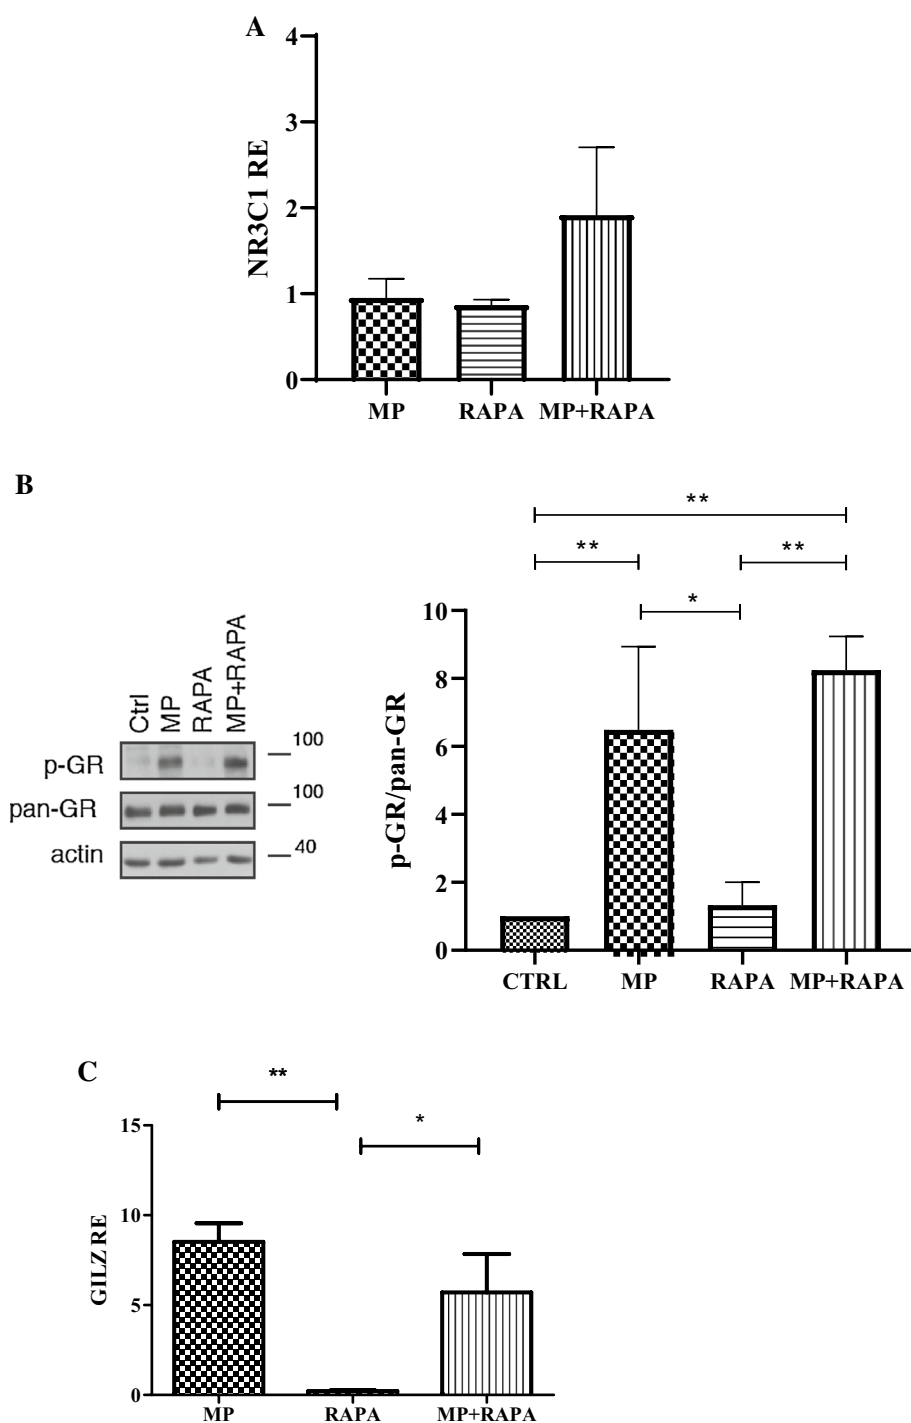 A
4
3
2
1
0
NR3C1 RE
MP RAPA MP+RAPA
B
Ctrl MP RAPA MP+RAPA
p-GR 100
pan-GR 100
actin 40
**
** **
*
10
8
6
4
2
0
p-GR/pan-GR
CTRL MP RAPA MP+RAPA
C
**
*
15
10
5
0
GILZ RE
MP RAPA MP+RAPA